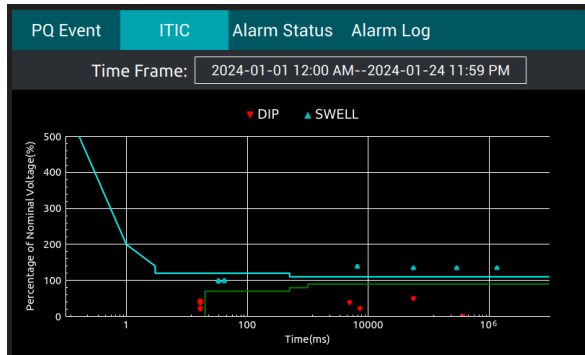 PQ Event ITIC Alarm Status Alarm Log
Time Frame: 2024-01-01 12:00 AM--2024-01-24 11:59 PM
DIP SWELL
Percentage of Nominal Voltage(%)
500
400
300
200
100
0
1 100 10000 10⁶
Time(ms)